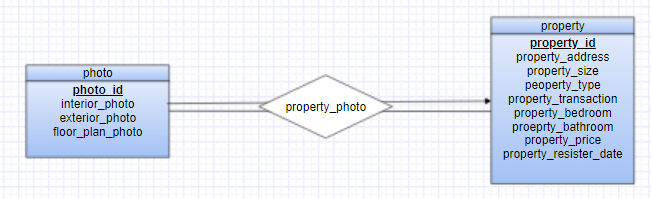 photo
photo_id
interior_photo
exterior_photo
floor_plan_photo
property_photo
property
property_id
property_address
property_size
peoperty_type
property_transaction
property_bedroom
proeprty_bathroom
property_price
property_resister_date